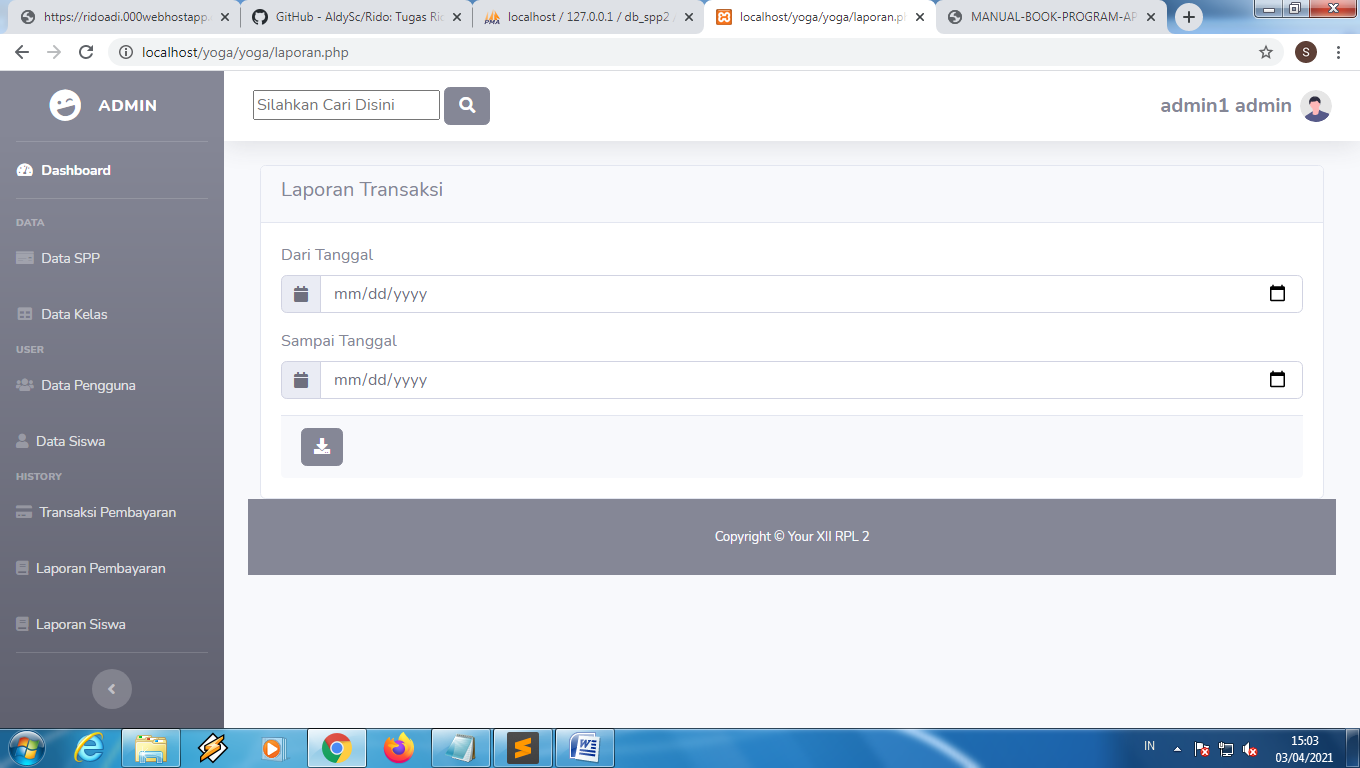 https://ridoadi.000webhostapp.
GitHub - AldySc/Rido: Tugas Ri
localhost / 127.0.0.1 / db_spp2 /
localhost/yoga/yoga/laporan.p
MANUAL-BOOK-PROGRAM-AP
localhost/yoga/yoga/laporan.php
S
ADMIN
Silahkan Cari Disini
admin1 admin
Dashboard
DATA
Data SPP
Data Kelas
USER
Data Pengguna
Data Siswa
HISTORY
Transaksi Pembayaran
Laporan Pembayaran
Laporan Siswa
Laporan Transaksi
Dari Tanggal
mm/dd/yyyy
Sampai Tanggal
mm/dd/yyyy
Copyright © Your XII RPL 2
IN
15:03
03/04/2021